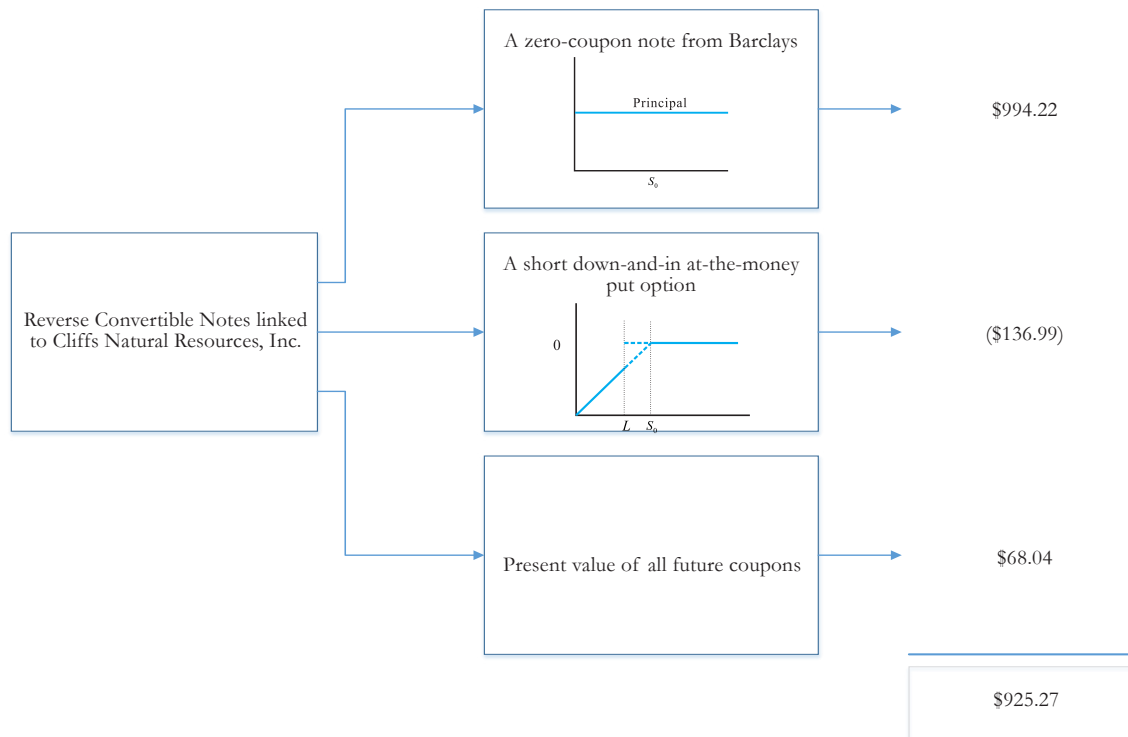 A zero-coupon note from Barclays
Principal
S₀
$994.22
Reverse Convertible Notes linked
to Cliffs Natural Resources, Inc.
A short down-and-in at-the-money
put option
0
L S₀
($136.99)
Present value of all future coupons
$68.04
$925.27